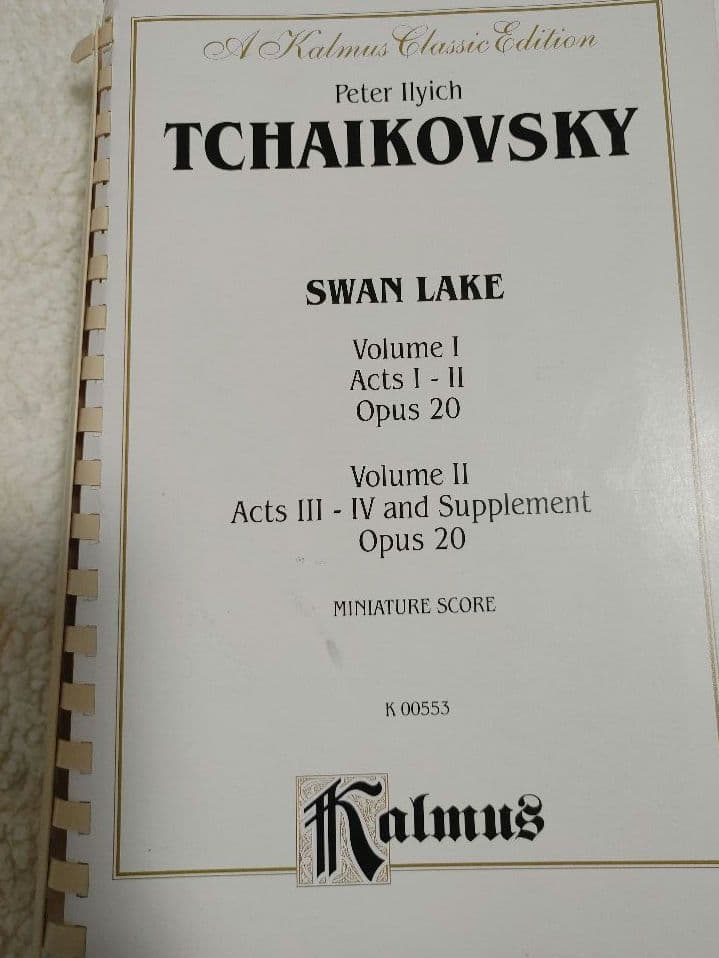 A Kalmus Classic Edition
Peter Ilyich
TCHAIKOVSKY
SWAN LAKE
Volume I
Acts I - II
Opus 20
Volume II
Acts III - IV and Supplement
Opus 20
MINIATURE SCORE
K 00553
Kalmus